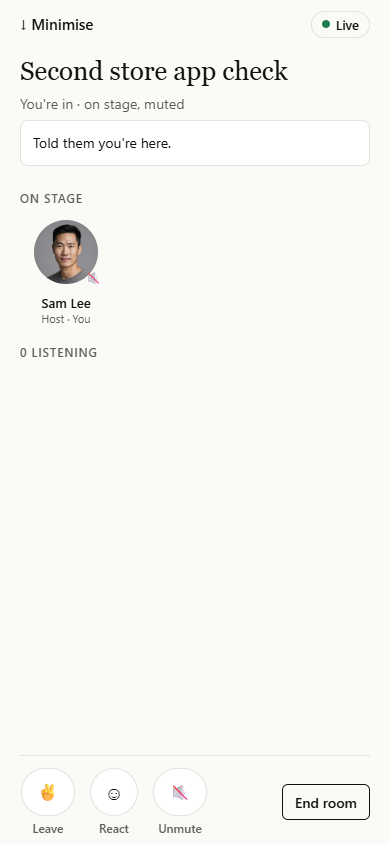 ↓ Minimise
Live
Second store app check
You're in · on stage, muted
Told them you're here.
ON STAGE
Sam Lee
Host · You
0 LISTENING
Leave
React
Unmute
End room